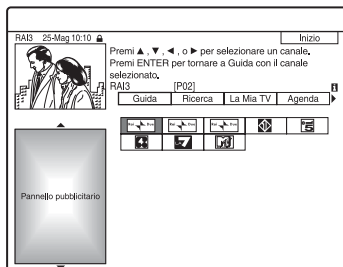 RAI3 25-Mag 10:10
Inizio
Premi ▲, ▼, ◄, o ► per selezionare un canale.
Premi ENTER per tornare a Guida con il canale
selezionato.
RAI3 [P02]
Guida Ricerca La Mia TV Agenda
Pannello pubblicitario